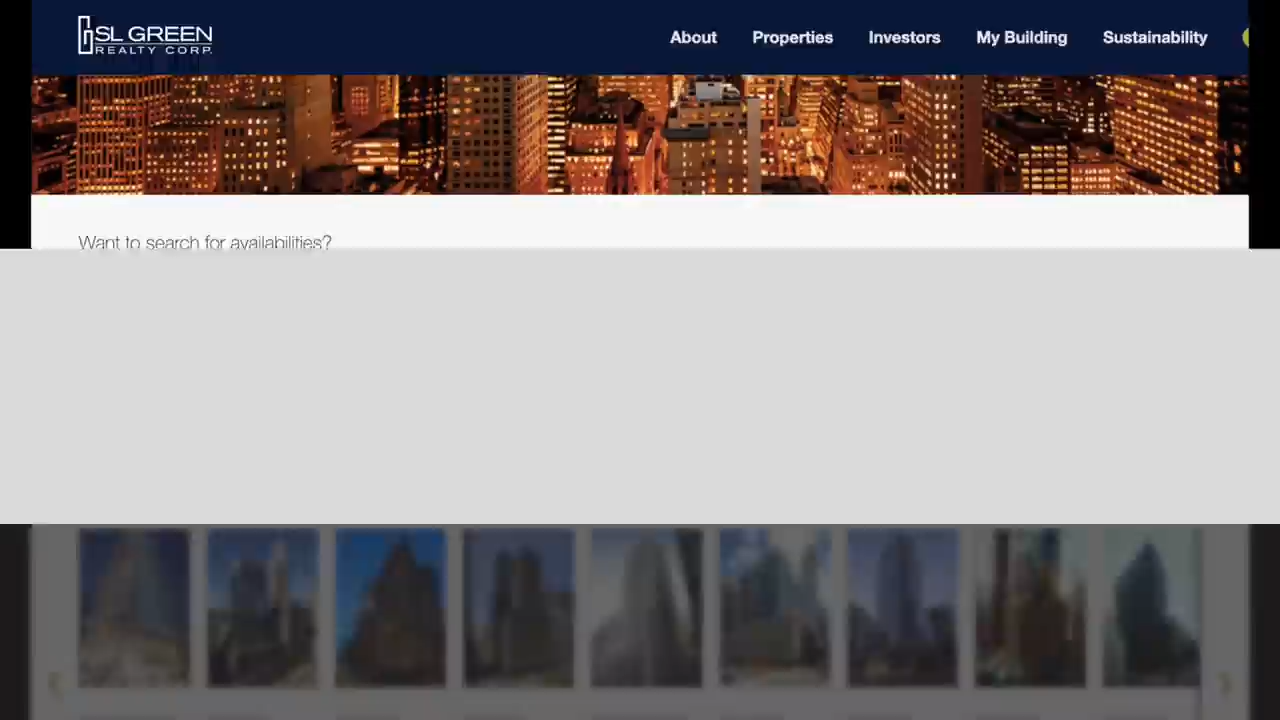 SL GREEN
REALTY CORP.
About Properties Investors My Building Sustainability
Want to search for availabilities?